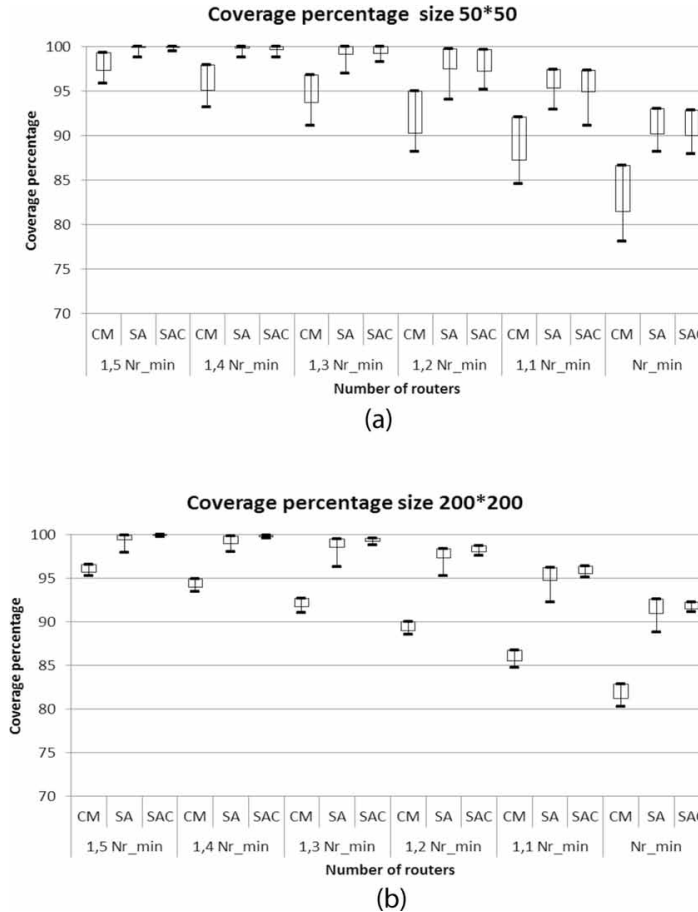 Coverage percentage size 50*50
Coverage percentage
100
95
90
85
80
75
70
CM SA SAC CM SA SAC CM SA SAC CM SA SAC CM SA SAC CM SA SAC
1,5 Nr_min 1,4 Nr_min 1,3 Nr_min 1,2 Nr_min 1,1 Nr_min Nr_min
Number of routers
(a)
Coverage percentage size 200*200
Coverage percentage
100
95
90
85
80
75
70
CM SA SAC CM SA SAC CM SA SAC CM SA SAC CM SA SAC CM SA SAC
1,5 Nr_min 1,4 Nr_min 1,3 Nr_min 1,2 Nr_min 1,1 Nr_min Nr_min
Number of routers
(b)